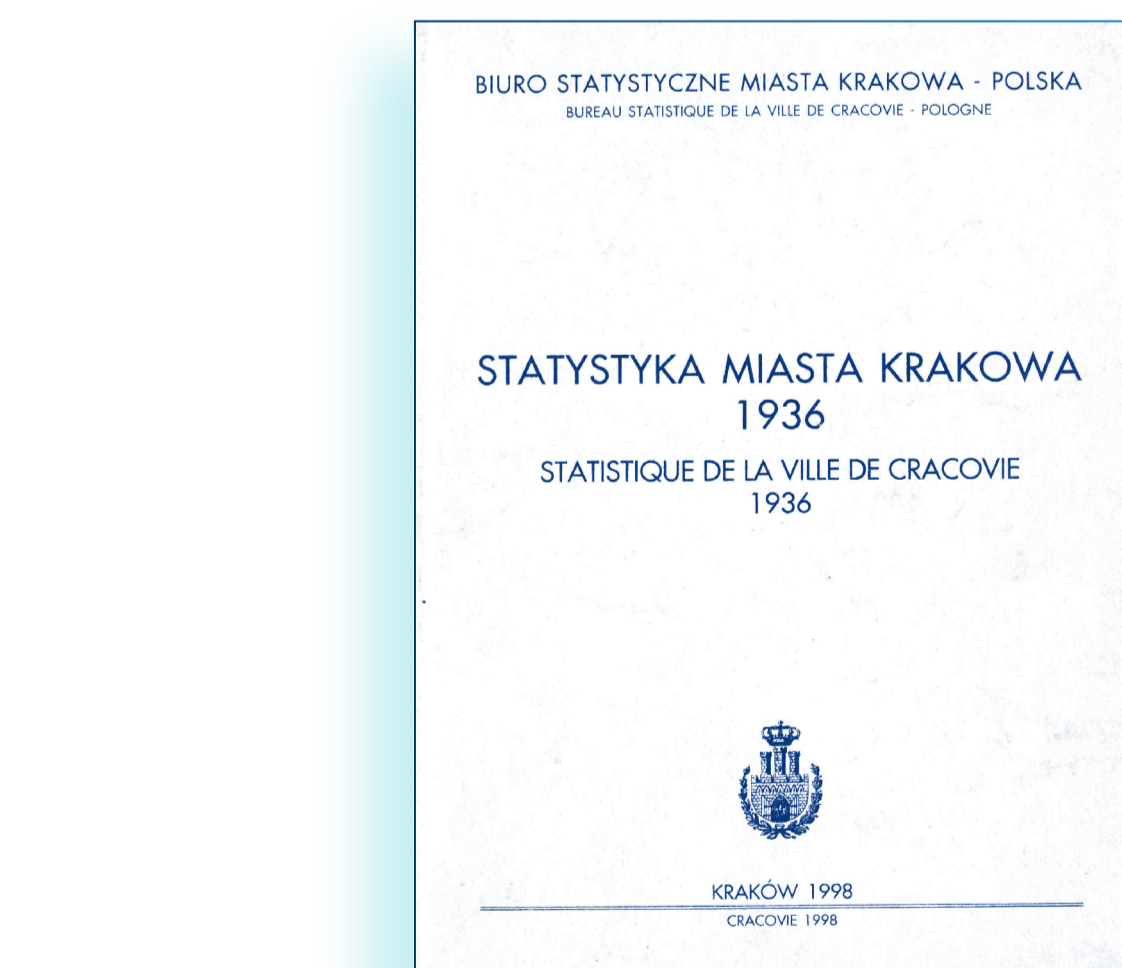 BIURO STATYSTYCZNE MIASTA KRAKOWA - POLSKA
BUREAU STATISTIQUE DE LA VILLE DE CRACOVIE - POLOGNE
STATYSTYKA MIASTA KRAKOWA
1936
STATISTIQUE DE LA VILLE DE CRACOVIE
1936
KRAKÓW 1998
CRACOVIE 1998